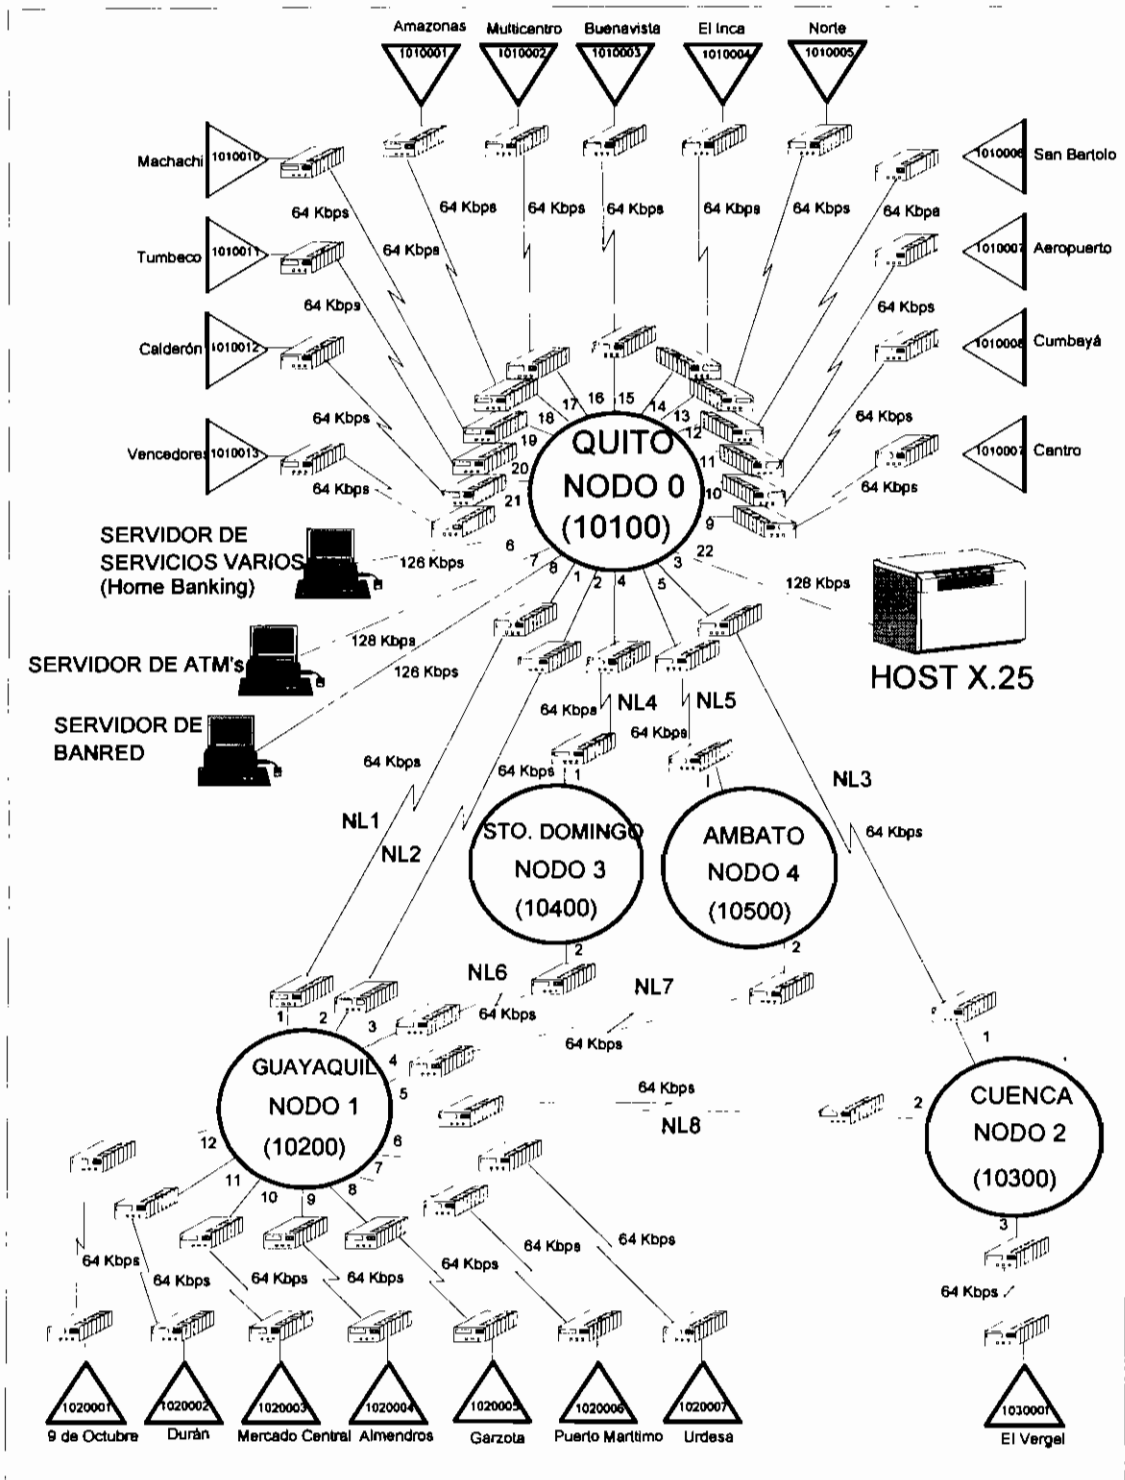 Amazonas
Multicentro
Buenavista
El Inca
Norte
1010001
1010002
1010003
1010004
1010005
Machachi
1010010
1010006
San Bartolo
64 Kbps
64 Kbps
64 Kbps
64 Kbps
64 Kbps
64 Kbps
64 Kbps
64 Kbps
Tumbeco
1010011
1010007
Aeropuerto
64 Kbps
64 Kbps
64 Kbps
Calderón
1010012
1010008
Cumbayá
64 Kbps
64 Kbps
Vencedores
1010013
1010007
Centro
64 Kbps
64 Kbps
16
15
17
14
18
13
19
12
20
11
21
10
9
6
22
7
3
8
1
2
4
5
QUITO
NODO 0
(10100)
SERVIDOR DE
SERVICIOS VARIOS
(Home Banking)
126 Kbps
128 Kbps
HOST X.25
SERVIDOR DE ATM's
128 Kbps
126 Kbps
SERVIDOR DE
BANRED
64 Kbps
NL4
NL5
64 Kbps
64 Kbps
64 Kbps
1
1
NL3
NL1
NL2
64 Kbps
STO. DOMINGO
NODO 3
(10400)
AMBATO
NODO 4
(10500)
2
2
NL6
NL7
64 Kbps
64 Kbps
1
2
3
4
5
1
GUAYAQUIL
NODO 1
(10200)
64 Kbps
NL8
2
CUENCA
NODO 2
(10300)
12
11
10
9
8
7
6
3
64 Kbps
64 Kbps
64 Kbps
64 Kbps
64 Kbps
64 Kbps
64 Kbps
64 Kbps
1020001
1020002
1020003
1020004
1020005
1020006
1020007
1030001
9 de Octubre
Durán
Mercado Central
Almendros
Garzota
Puerto Marítimo
Urdesa
El Vergel